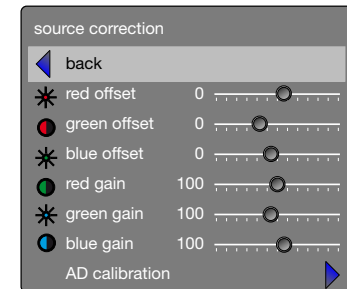 source correction
back
red offset 0
green offset 0
blue offset 0
red gain 100
green gain 100
blue gain 100
AD calibration